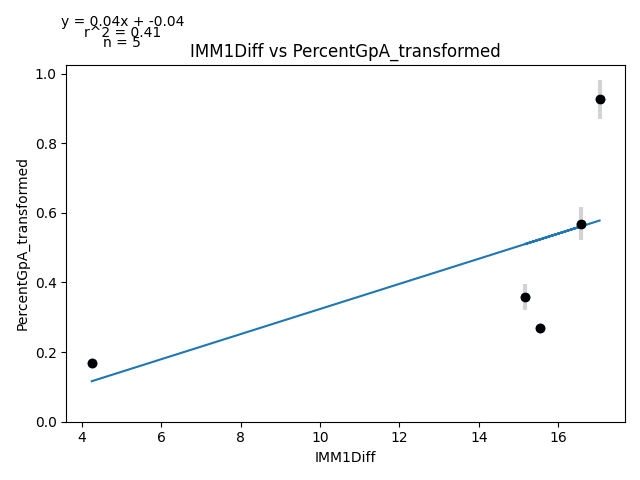 y = 0.04x + -0.04
r^2 = 0.41
n = 5
IMM1Diff vs PercentGpA_transformed
1.0
0.8
0.6
0.4
0.2
0.0
PercentGpA_transformed
4 6 8 10 12 14 16
IMM1Diff